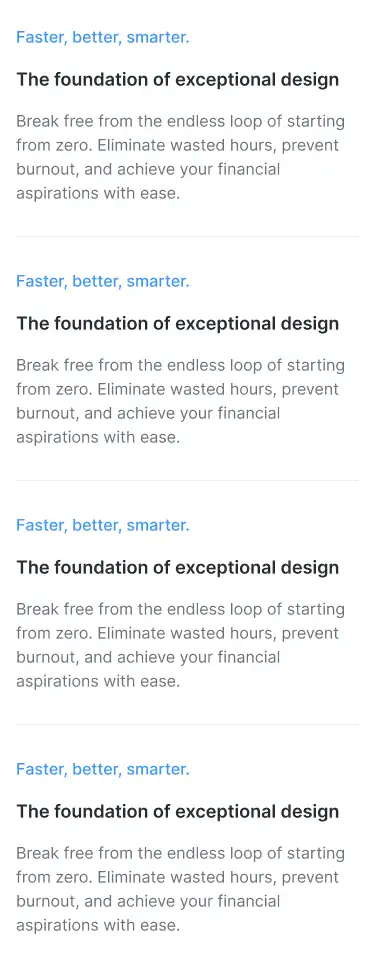 Faster, better, smarter.
The foundation of exceptional design
Break free from the endless loop of starting
from zero. Eliminate wasted hours, prevent
burnout, and achieve your financial
aspirations with ease.
Faster, better, smarter.
The foundation of exceptional design
Break free from the endless loop of starting
from zero. Eliminate wasted hours, prevent
burnout, and achieve your financial
aspirations with ease.
Faster, better, smarter.
The foundation of exceptional design
Break free from the endless loop of starting
from zero. Eliminate wasted hours, prevent
burnout, and achieve your financial
aspirations with ease.
Faster, better, smarter.
The foundation of exceptional design
Break free from the endless loop of starting
from zero. Eliminate wasted hours, prevent
burnout, and achieve your financial
aspirations with ease.